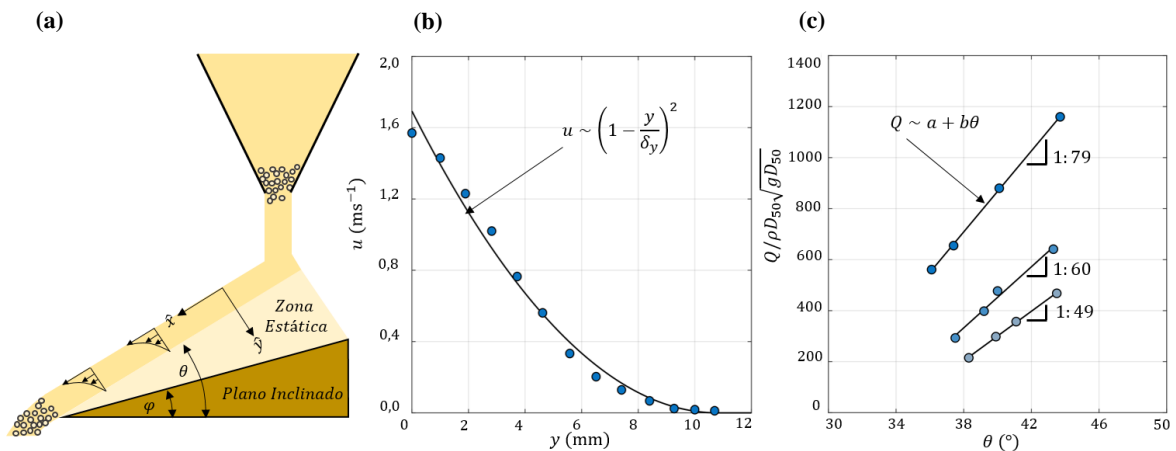 (a)
(b)
(c)
Zona
Estática
Plano Inclinado
x̂
ŷ
θ
φ
2,0
1,6
1,2
0,8
0,4
0,0
0 2 4 6 8 10 12
u (ms⁻¹)
y (mm)
u ~ (1 − y/δ_y)²
1400
1200
1000
800
600
400
200
0
30 34 38 42 46 50
Q/ρD₅₀√gD₅₀
θ (°)
Q ~ a + bθ
1: 79
1: 60
1: 49